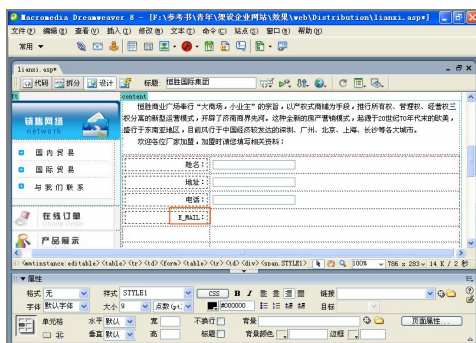 Macromedia Dreamweaver 8 - [F:\参考书\青年\架设企业网站\效果\web\Distribution\lianxi.asp*]
文件(F) 编辑(E) 查看(V) 插入(I) 修改(M) 文本(T) 命令(C) 站点(S) 窗口(W) 帮助(H)
常用
lianxi.asp*
代码 拆分 设计 标题: 恒胜国际集团
content
恒胜商业广场奉行“大商场，小业主”的宗旨，以产权式商铺为手段，推行所有权、管理权、经营权三
权分离的新型运营模式，开辟了济南商界先河。这种全新的房产营销模式，起源于20世纪70年代末的欧美，
盛行于东南亚地区，目前风行于中国经济较发达的深圳、广州、北京、上海、长沙等各大城市。
欢迎各位厂家加盟，加盟时请您填写相关资料：
销售网络
network
国内贸易
国际贸易
与我们联系
在线订单
产品展示
姓名：
地址：
电话：
E_MAIL：
<mmtinstance:editable> <table> <tr> <td> <form> <table> <tr> <td> <div> <span.STYLE1> 100% 786 x 283 14 K / 2 秒
属性
格式 无 样式 STYLE1 CSS B I 链接
字体 默认字体 大小 9 点数(pt) #000000 目标
单元格 水平 默认 宽 不换行 背景 页面属性...
垂直 默认 高 标题 背景颜色 边框